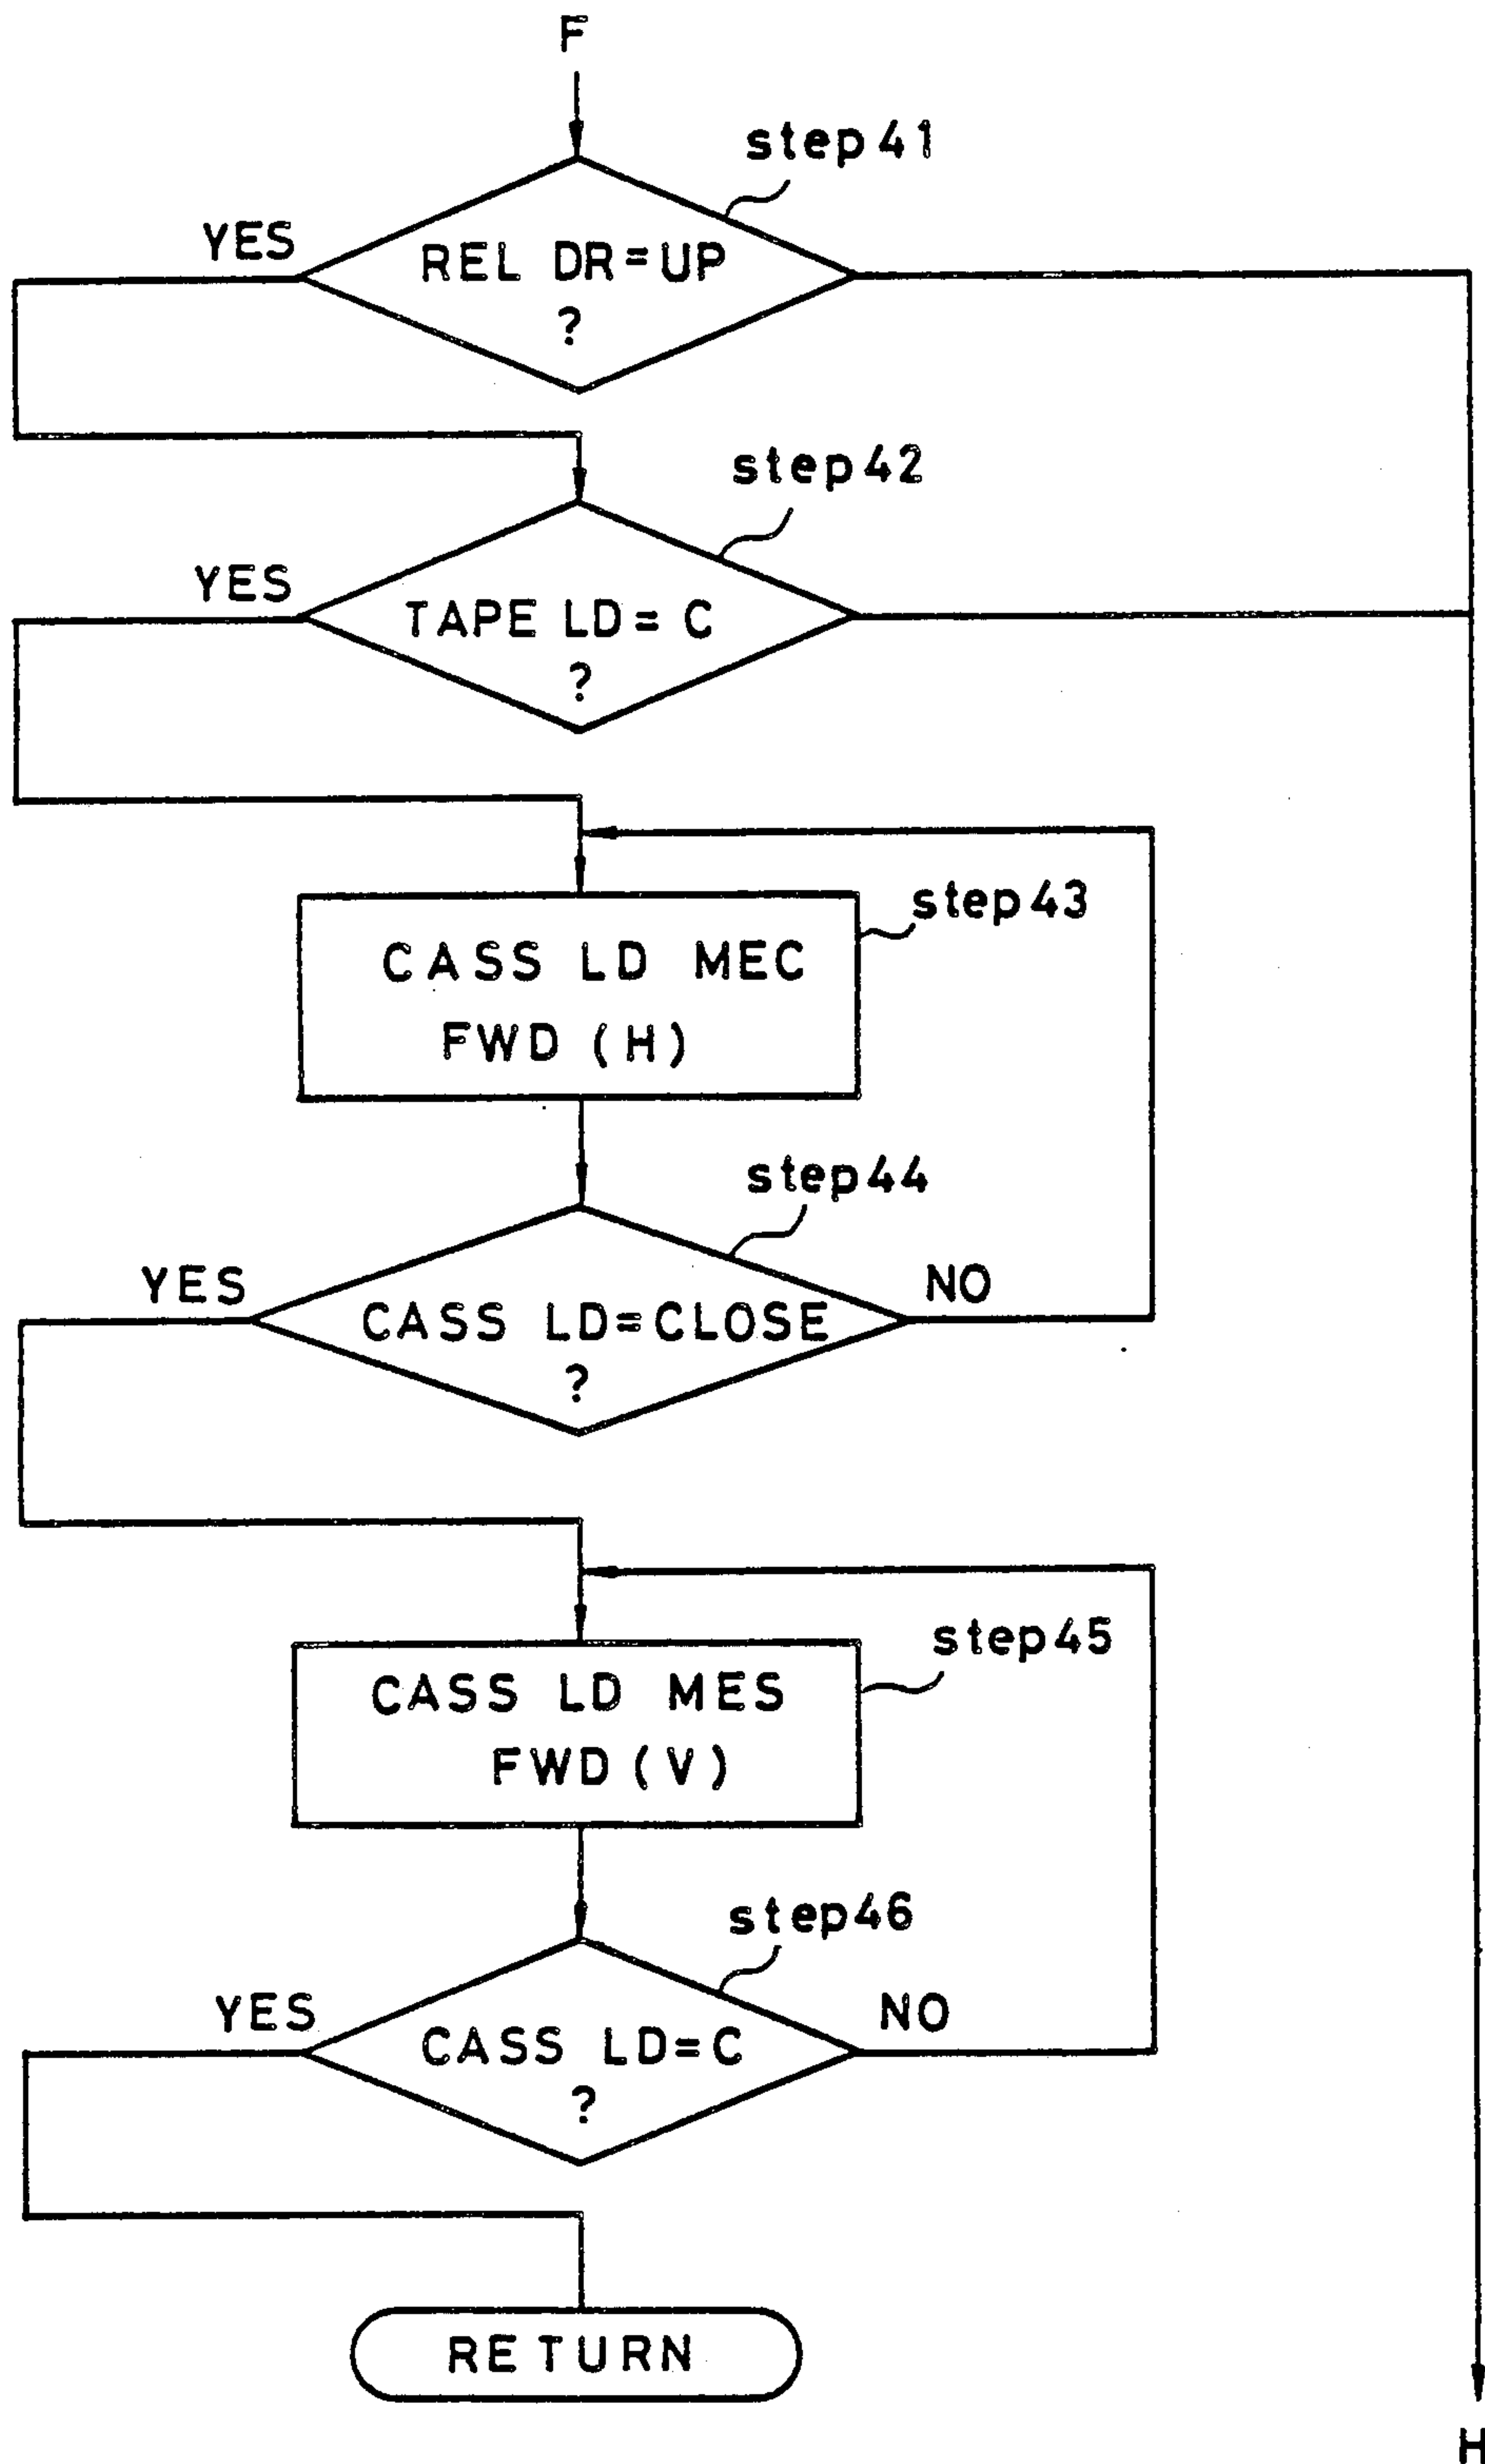 F
step41
YES
REL DR=UP
?
step42
YES
TAPE LD= C
?
step43
CASS LD MEC
FWD (H)
step44
YES
NO
CASS LD=CLOSE
?
step45
CASS LD MES
FWD (V)
step46
YES
NO
CASS LD=C
?
RETURN
H